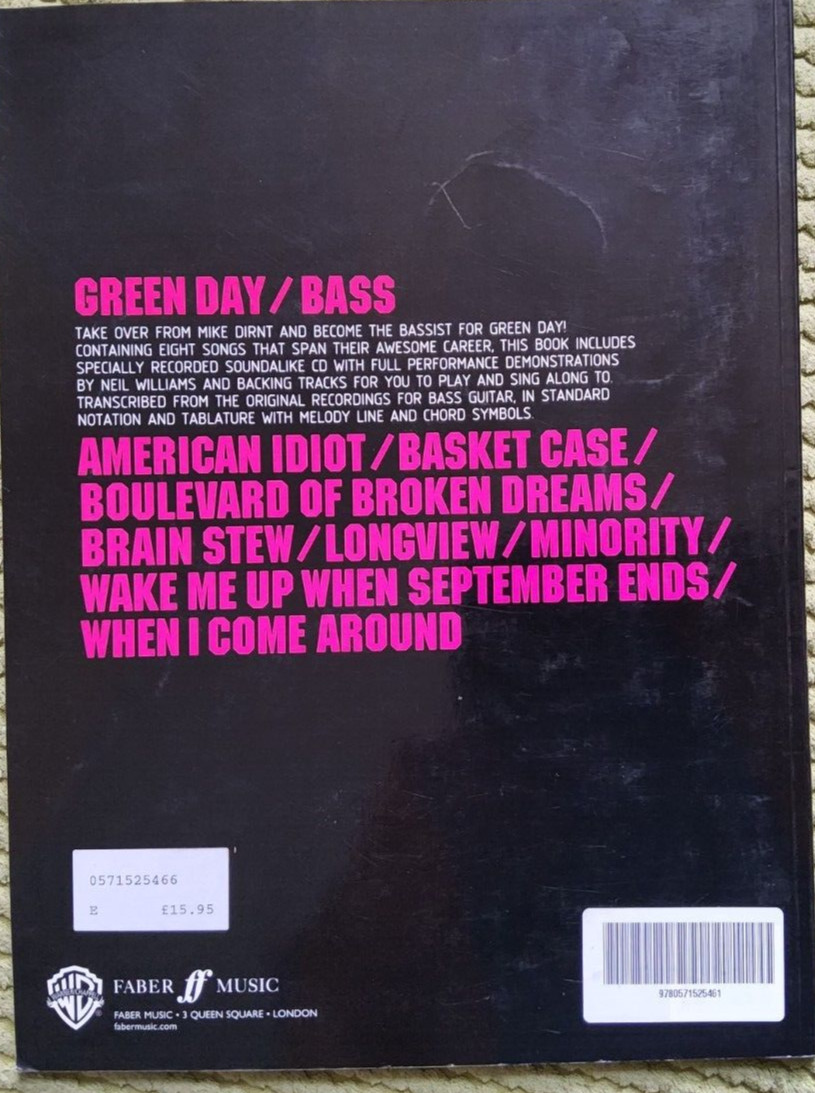 GREEN DAY / BASS
TAKE OVER FROM MIKE DIRNT AND BECOME THE BASSIST FOR GREEN DAY!
CONTAINING EIGHT SONGS THAT SPAN THEIR AWESOME CAREER, THIS BOOK INCLUDES
SPECIALLY RECORDED SOUNDALIKE CD WITH FULL PERFORMANCE DEMONSTRATIONS
BY NEIL WILLIAMS AND BACKING TRACKS FOR YOU TO PLAY AND SING ALONG TO.
TRANSCRIBED FROM THE ORIGINAL RECORDINGS FOR BASS GUITAR, IN STANDARD
NOTATION AND TABLATURE WITH MELODY LINE AND CHORD SYMBOLS.
AMERICAN IDIOT / BASKET CASE /
BOULEVARD OF BROKEN DREAMS /
BRAIN STEW / LONGVIEW / MINORITY /
WAKE ME UP WHEN SEPTEMBER ENDS /
WHEN I COME AROUND
0571525466
E £15.95
9780571525461
FABER ff MUSIC
FABER MUSIC • 3 QUEEN SQUARE • LONDON
fabermusic.com